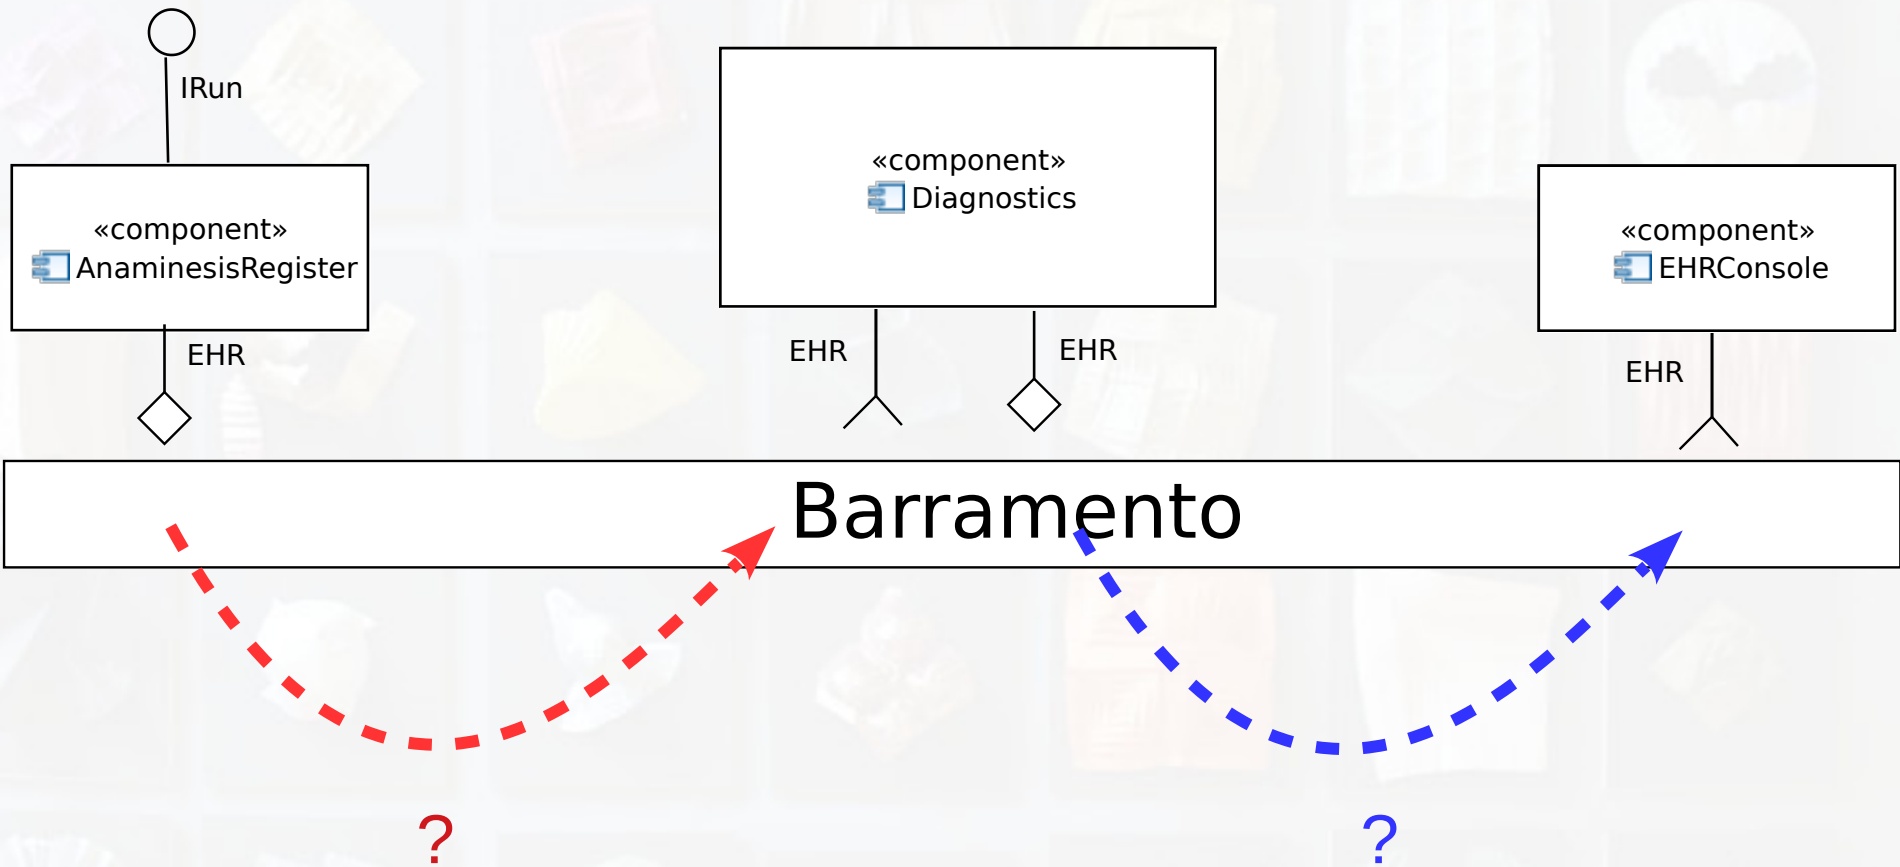 IRun
«component»
AnaminesisRegister
EHR
«component»
Diagnostics
EHR
EHR
«component»
EHRConsole
EHR
Barramento
?
?